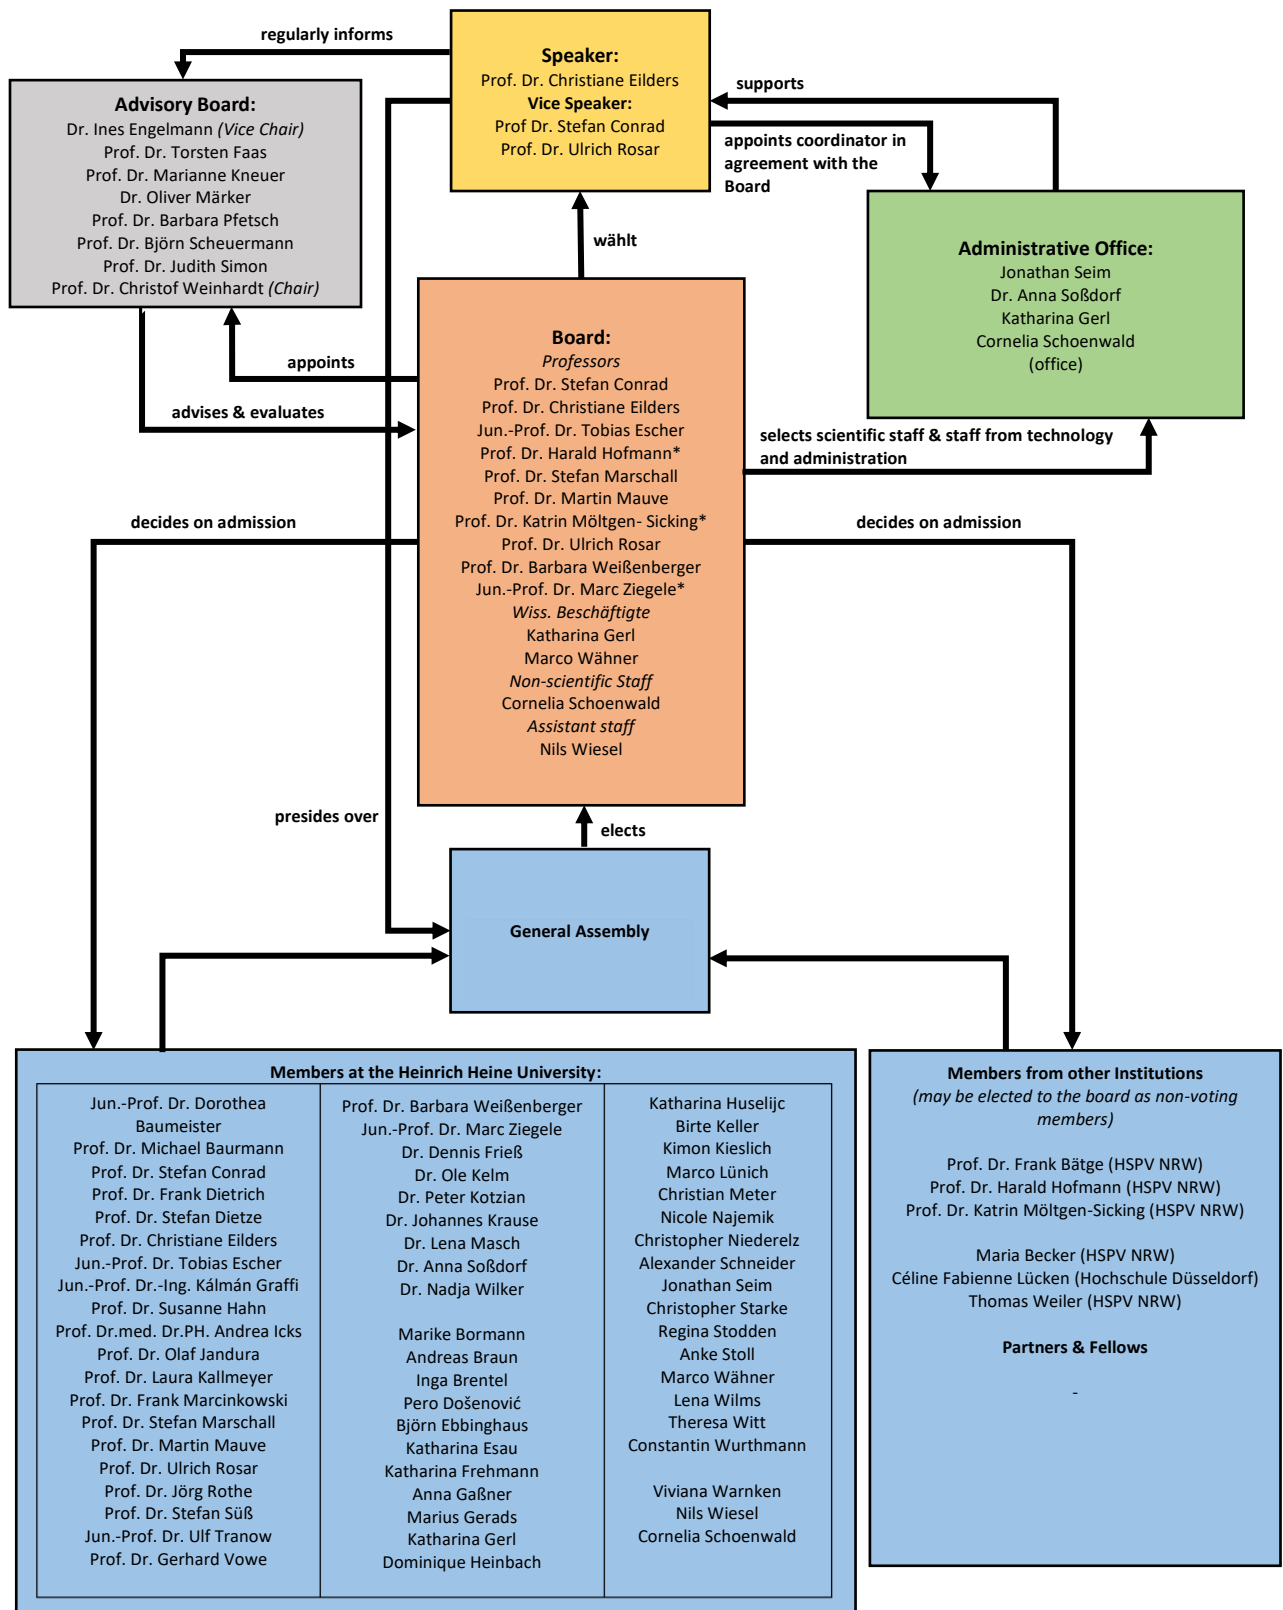 regularly informs
Speaker:
Prof. Dr. Christiane Eilders
Vice Speaker:
Prof Dr. Stefan Conrad
Prof. Dr. Ulrich Rosar
supports
appoints coordinator in
agreement with the
Board
Advisory Board:
Dr. Ines Engelmann (Vice Chair)
Prof. Dr. Torsten Faas
Prof. Dr. Marianne Kneuer
Dr. Oliver Märker
Prof. Dr. Barbara Pfetsch
Prof. Dr. Björn Scheuermann
Prof. Dr. Judith Simon
Prof. Dr. Christof Weinhardt (Chair)
wählt
Administrative Office:
Jonathan Seim
Dr. Anna Soßdorf
Katharina Gerl
Cornelia Schoenwald
(office)
appoints
advises & evaluates
Board:
Professors
Prof. Dr. Stefan Conrad
Prof. Dr. Christiane Eilders
Jun.-Prof. Dr. Tobias Escher
Prof. Dr. Harald Hofmann*
Prof. Dr. Stefan Marschall
Prof. Dr. Martin Mauve
Prof. Dr. Katrin Möltgen- Sicking*
Prof. Dr. Ulrich Rosar
Prof. Dr. Barbara Weißenberger
Jun.-Prof. Dr. Marc Ziegele*
Wiss. Beschäftigte
Katharina Gerl
Marco Wähner
Non-scientific Staff
Cornelia Schoenwald
Assistant staff
Nils Wiesel
selects scientific staff & staff from technology
and administration
decides on admission
decides on admission
presides over
elects
General Assembly
Members at the Heinrich Heine University:
Jun.-Prof. Dr. Dorothea
Baumeister
Prof. Dr. Michael Baurmann
Prof. Dr. Stefan Conrad
Prof. Dr. Frank Dietrich
Prof. Dr. Stefan Dietze
Prof. Dr. Christiane Eilders
Jun.-Prof. Dr. Tobias Escher
Jun.-Prof. Dr.-Ing. Kálmán Graffi
Prof. Dr. Susanne Hahn
Prof. Dr.med. Dr.PH. Andrea Icks
Prof. Dr. Olaf Jandura
Prof. Dr. Laura Kallmeyer
Prof. Dr. Frank Marcinkowski
Prof. Dr. Stefan Marschall
Prof. Dr. Martin Mauve
Prof. Dr. Ulrich Rosar
Prof. Dr. Jörg Rothe
Prof. Dr. Stefan Süß
Jun.-Prof. Dr. Ulf Tranow
Prof. Dr. Gerhard Vowe
Prof. Dr. Barbara Weißenberger
Jun.-Prof. Dr. Marc Ziegele
Dr. Dennis Frieß
Dr. Ole Kelm
Dr. Peter Kotzian
Dr. Johannes Krause
Dr. Lena Masch
Dr. Anna Soßdorf
Dr. Nadja Wilker
Marike Bormann
Andreas Braun
Inga Brentel
Pero Došenović
Björn Ebbinghaus
Katharina Esau
Katharina Frehmann
Anna Gaßner
Marius Gerads
Katharina Gerl
Dominique Heinbach
Katharina Huselijc
Birte Keller
Kimon Kieslich
Marco Lünich
Christian Meter
Nicole Najemik
Christopher Niederelz
Alexander Schneider
Jonathan Seim
Christopher Starke
Regina Stodden
Anke Stoll
Marco Wähner
Lena Wilms
Theresa Witt
Constantin Wurthmann
Viviana Warnken
Nils Wiesel
Cornelia Schoenwald
Members from other Institutions
(may be elected to the board as non-voting
members)
Prof. Dr. Frank Bätge (HSPV NRW)
Prof. Dr. Harald Hofmann (HSPV NRW)
Prof. Dr. Katrin Möltgen-Sicking (HSPV NRW)
Maria Becker (HSPV NRW)
Céline Fabienne Lücken (Hochschule Düsseldorf)
Thomas Weiler (HSPV NRW)
Partners & Fellows
-